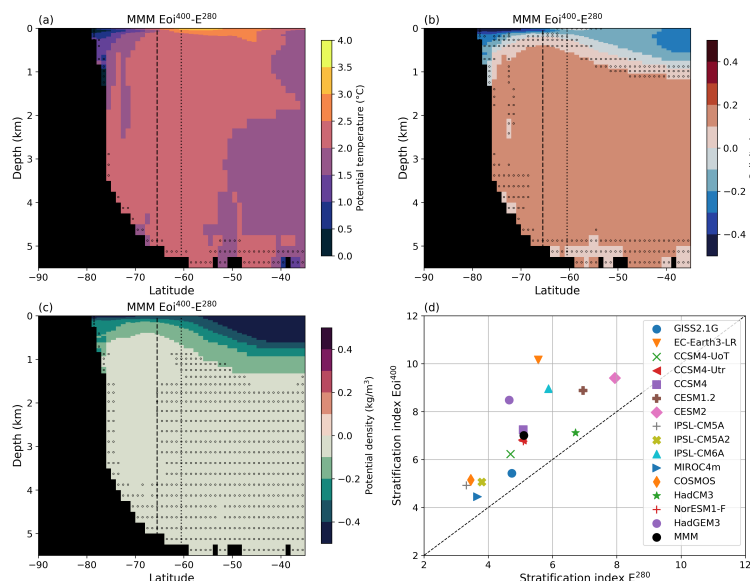 (a) MMM Eoi⁴⁰⁰-E²⁸⁰
0
1
2
3
4
5
Depth (km)
−90 −80 −70 −60 −50 −40
Latitude
4.0
3.5
3.0
2.5
2.0
1.5
1.0
0.5
0.0
Potential temperature (°C)
(b) MMM Eoi⁴⁰⁰-E²⁸⁰
0
1
2
3
4
5
Depth (km)
−90 −80 −70 −60 −50 −40
Latitude
0.4
0.2
0.0
−0.2
−0.4
(c) MMM Eoi⁴⁰⁰-E²⁸⁰
0
1
2
3
4
5
Depth (km)
−90 −80 −70 −60 −50 −40
Latitude
0.4
0.2
0.0
−0.2
−0.4
Potential density (kg/m³)
(d)
12
10
8
6
4
2
Stratification index Eoi⁴⁰⁰
2 4 6 8 10 12
Stratification index E²⁸⁰
GISS2.1G
EC-Earth3-LR
CCSM4-UoT
CCSM4-Utr
CCSM4
CESM1.2
CESM2
IPSL-CM5A
IPSL-CM5A2
IPSL-CM6A
MIROC4m
COSMOS
HadCM3
NorESM1-F
HadGEM3
MMM